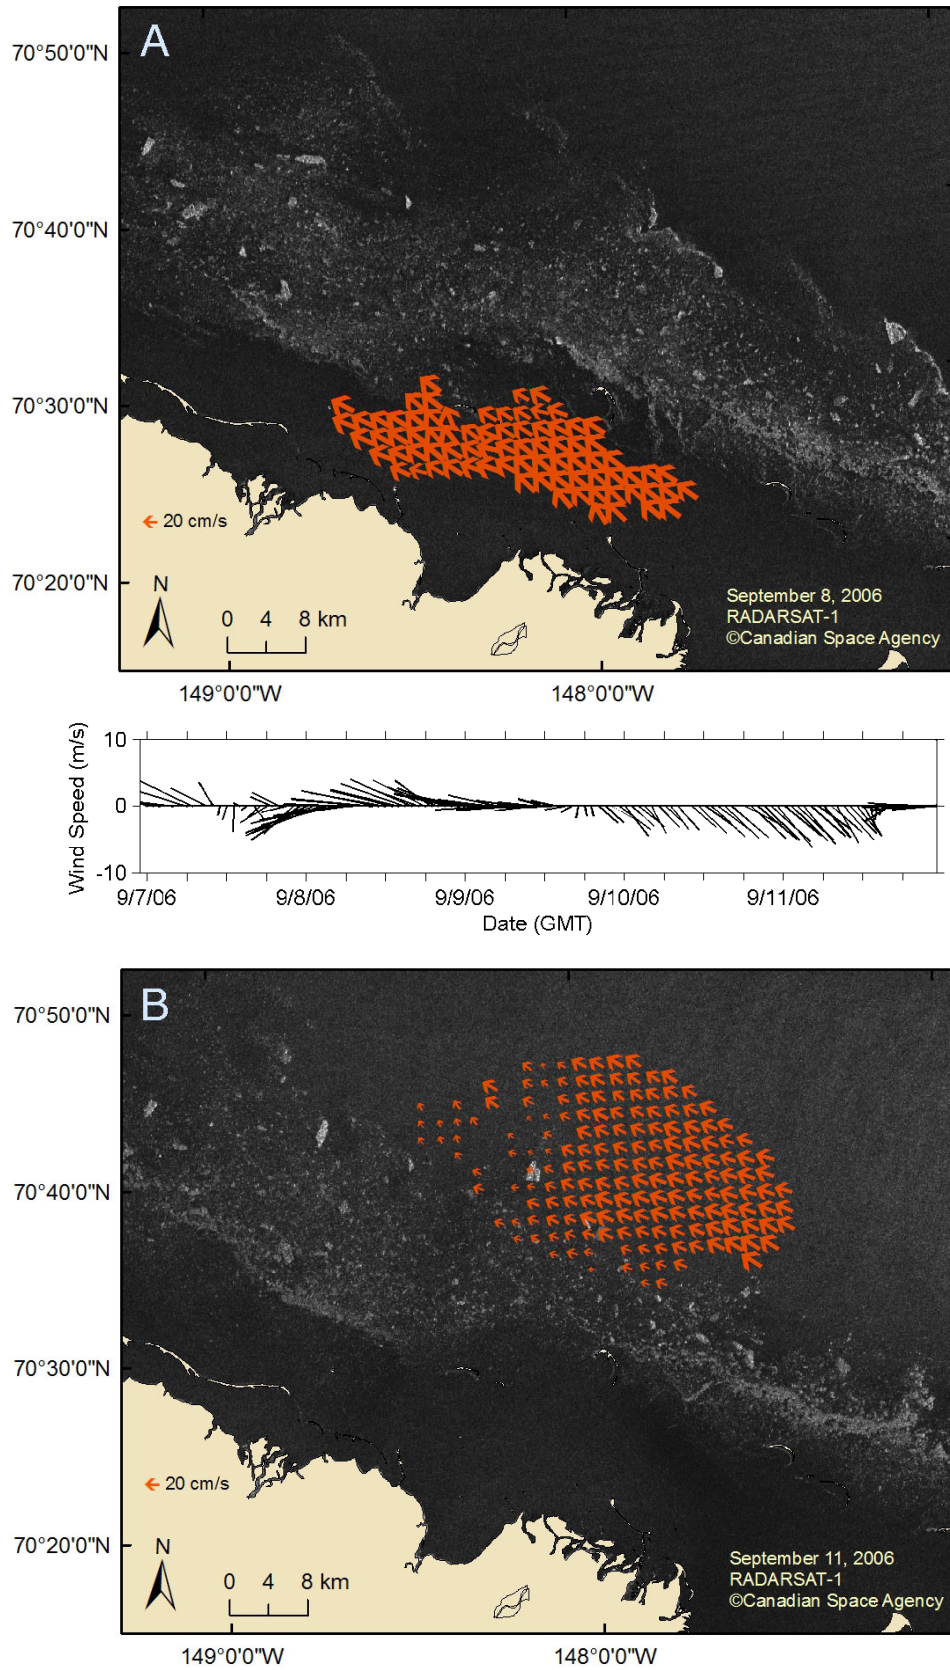 A
70°50'0"N
70°40'0"N
70°30'0"N
20 cm/s
70°20'0"N
N
0 4 8 km
September 8, 2006
RADARSAT-1
©Canadian Space Agency
149°0'0"W 148°0'0"W
Wind Speed (m/s)
10
0
-10
9/7/06 9/8/06 9/9/06 9/10/06 9/11/06
Date (GMT)
B
70°50'0"N
70°40'0"N
70°30'0"N
20 cm/s
70°20'0"N
N
0 4 8 km
September 11, 2006
RADARSAT-1
©Canadian Space Agency
149°0'0"W 148°0'0"W